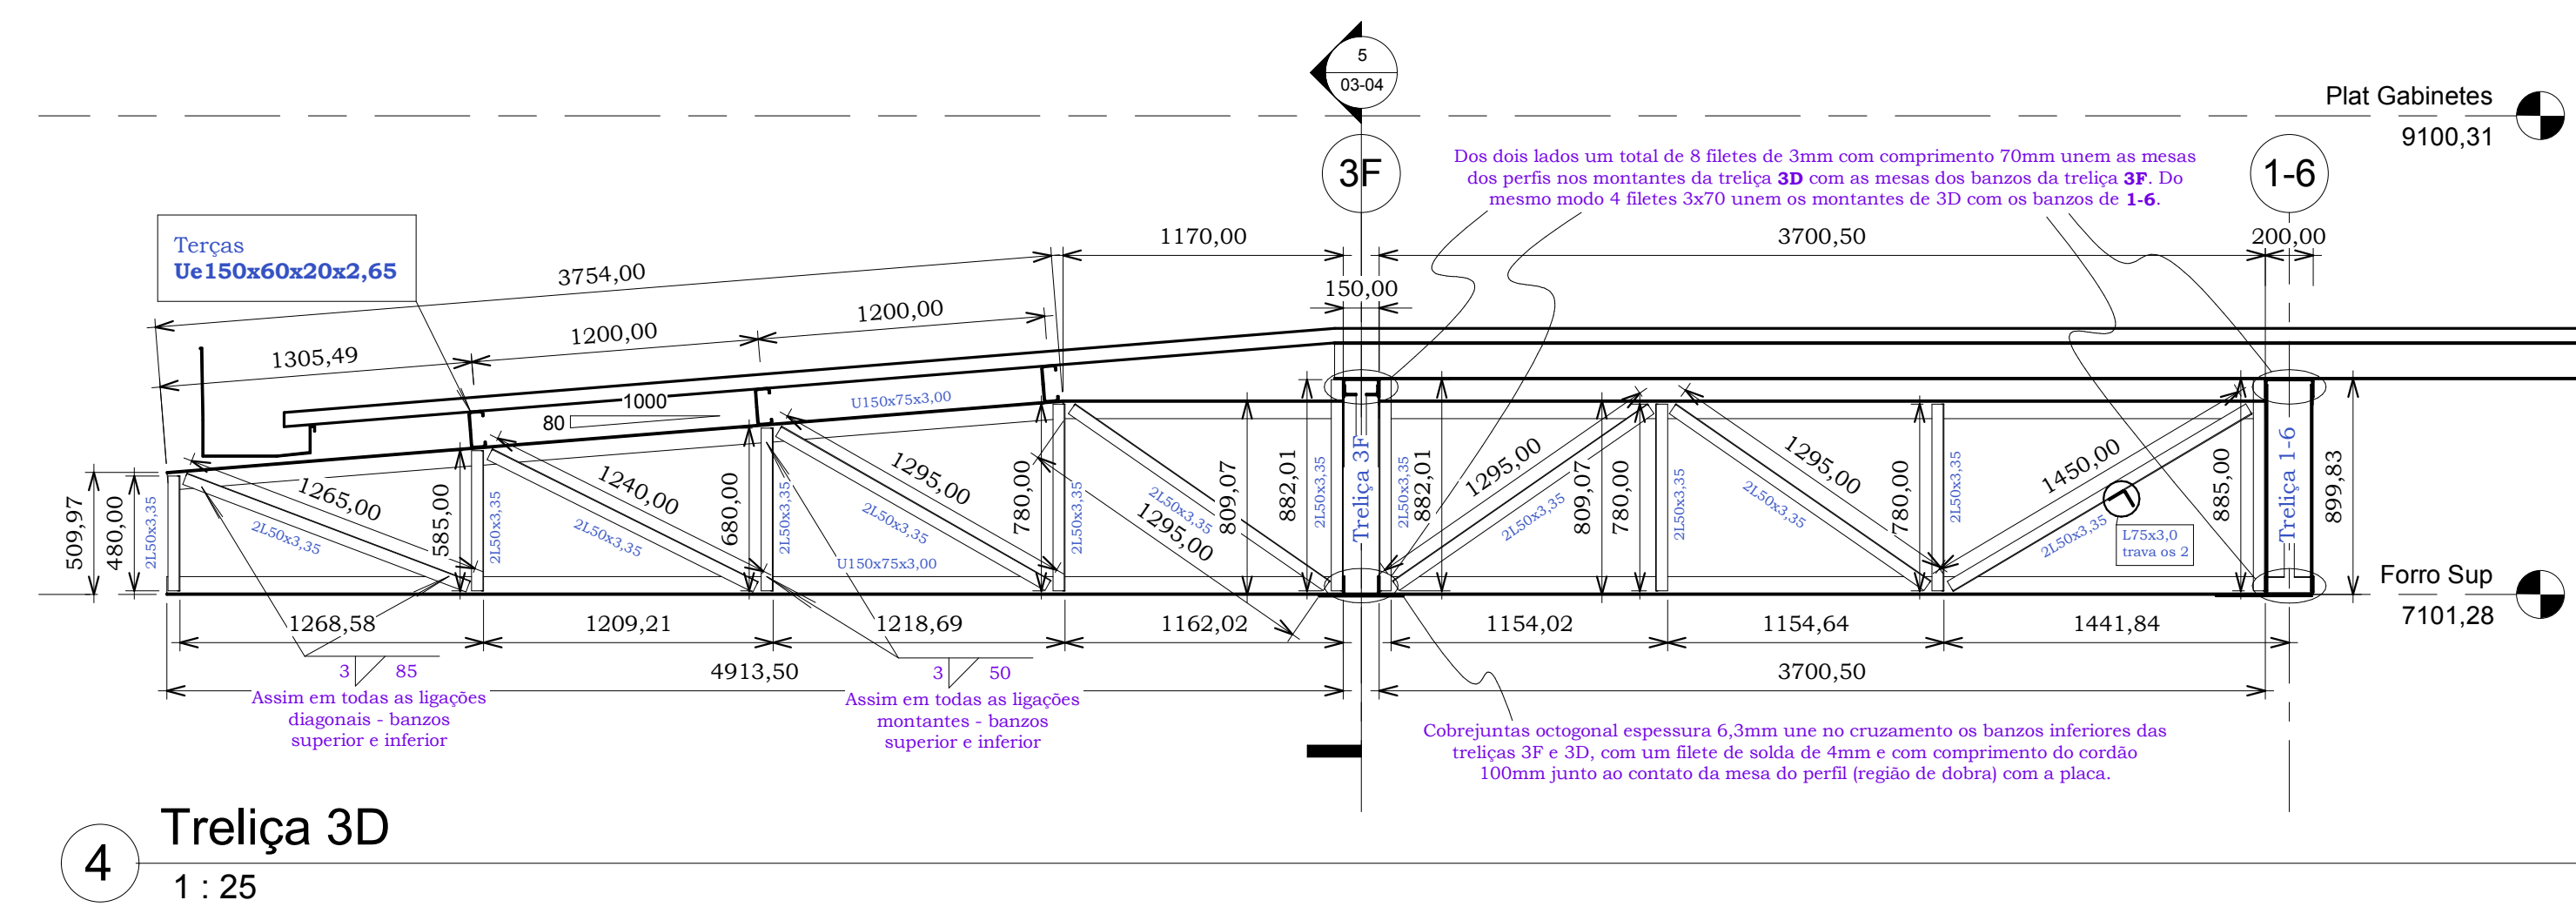 5
03-04
Plat Gabinetes
9100,31
3F
1-6
Dos dois lados um total de 8 filetes de 3mm com comprimento 70mm unem as mesas
dos perfis nos montantes da treliça 3D com as mesas dos banzos da treliça 3F. Do
mesmo modo 4 filetes 3x70 unem os montantes de 3D com os banzos de 1-6.
Terças
Ue150x60x20x2,65
1170,00
3700,50
200,00
3754,00
150,00
1200,00
1200,00
1305,49
1000
80
U150x75x3,00
509,97
480,00
2L50x3,35
1265,00
2L50x3,35
585,00
2L50x3,35
1240,00
2L50x3,35
680,00
2L50x3,35
1295,00
2L50x3,35
U150x75x3,00
780,00
2L50x3,35
2L50x3,35
1295,00
809,07
882,01
2L50x3,35
Treliça 3F
2L50x3,35
882,01
1295,00
2L50x3,35
809,07
780,00
2L50x3,35
1295,00
2L50x3,35
780,00
2L50x3,35
1450,00
2L50x3,35
L75x3,0
trava os 2
885,00
Treliça 1-6
899,83
Forro Sup
7101,28
1268,58
1209,21
1218,69
1162,02
1154,02
1154,64
1441,84
4913,50
3700,50
3 85
Assim em todas as ligações
diagonais - banzos
superior e inferior
3 50
Assim em todas as ligações
montantes - banzos
superior e inferior
Cobrejuntas octogonal espessura 6,3mm une no cruzamento os banzos inferiores das
treliças 3F e 3D, com um filete de solda de 4mm e com comprimento do cordão
100mm junto ao contato da mesa do perfil (região de dobra) com a placa.
4
Treliça 3D
1 : 25